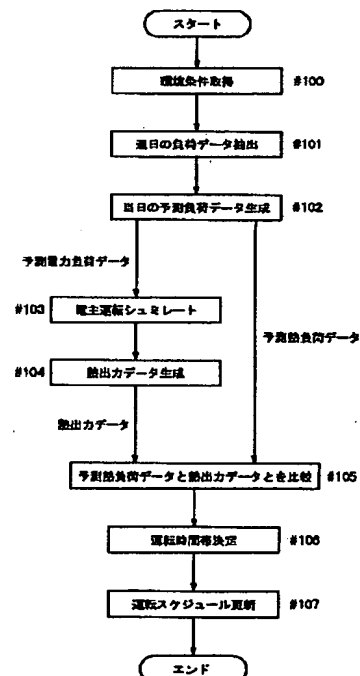 スタート
環境条件取得 #100
過日の負荷データ抽出 #101
当日の予測負荷データ生成 #102
予測電力負荷データ
予測熱負荷データ
#103 電主運転シュミレート
#104 熱出力データ生成
熱出力データ
予測熱負荷データと熱出力データとを比較 #105
運転時間帯決定 #106
運転スケジュール更新 #107
エンド